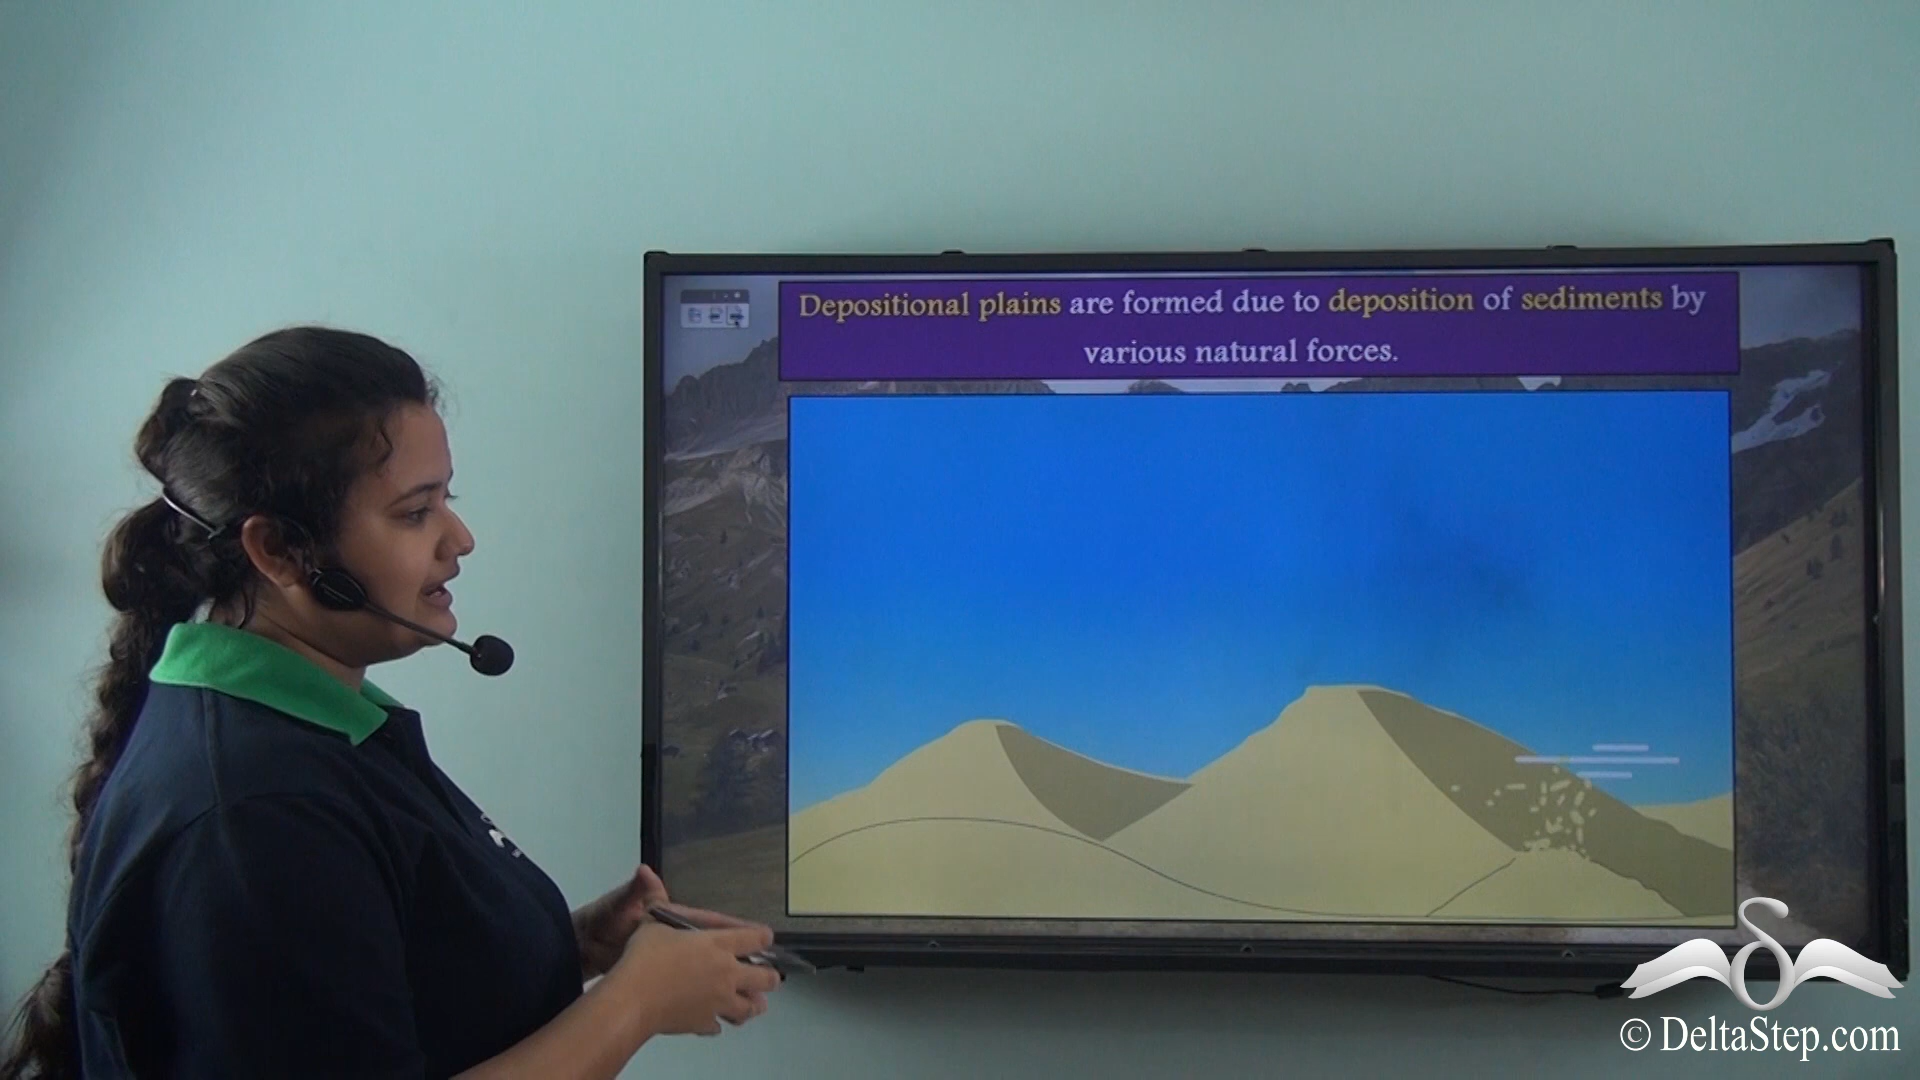 Depositional plains are formed due to deposition of sediments by
various natural forces.
© DeltaStep.com